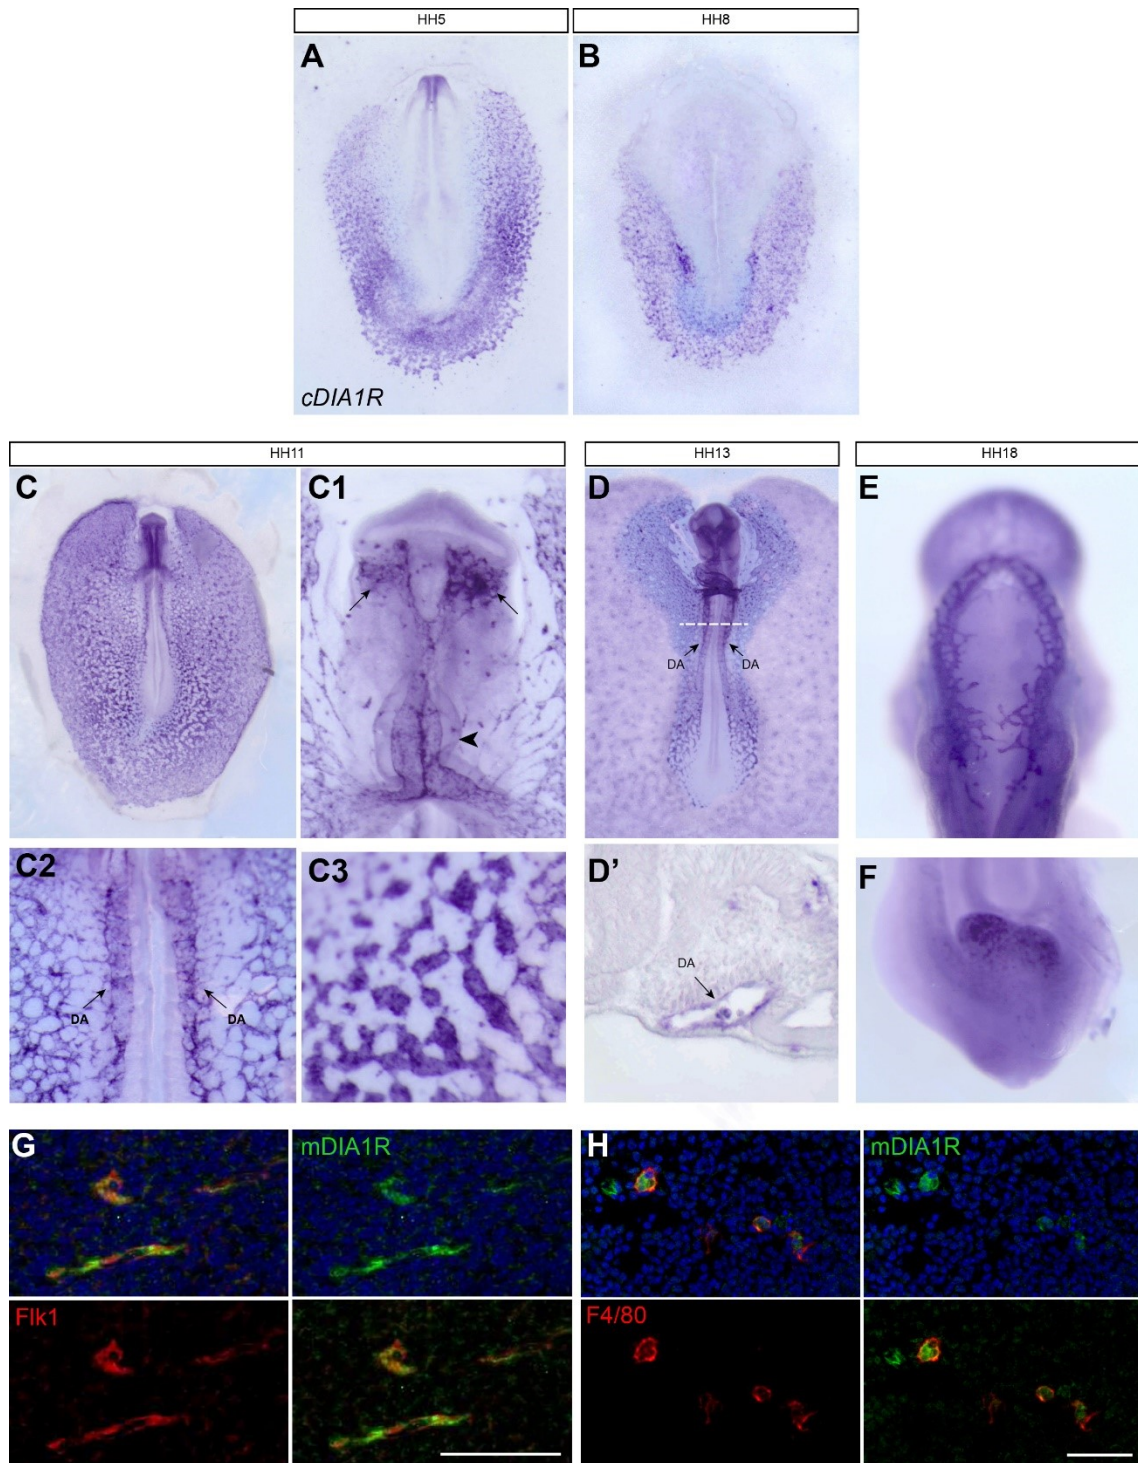 HH5 HH8
A B
cDIA1R
HH11 HH13 HH18
C C1 D E
DA DA
C2 C3 D' F
DA
DA DA
G mDIA1R H mDIA1R
Flk1 F4/80